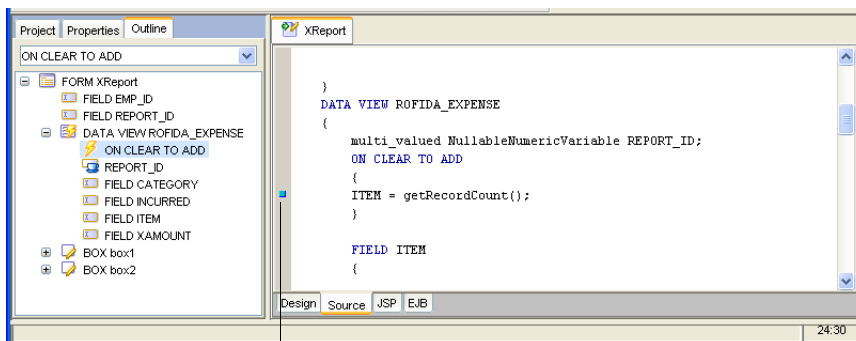 Project Properties Outline
ON CLEAR TO ADD
FORM XReport
FIELD EMP_ID
FIELD REPORT_ID
DATA VIEW ROFIDA_EXPENSE
ON CLEAR TO ADD
REPORT_ID
FIELD CATEGORY
FIELD INCURRED
FIELD ITEM
FIELD XAMOUNT
BOX box1
BOX box2
XReport
}
DATA VIEW ROFIDA_EXPENSE
{
multi_valued NullableNumericVariable REPORT_ID;
ON CLEAR TO ADD
{
ITEM = getRecordCount();
}
FIELD ITEM
{
Design Source JSP EJB
24:30